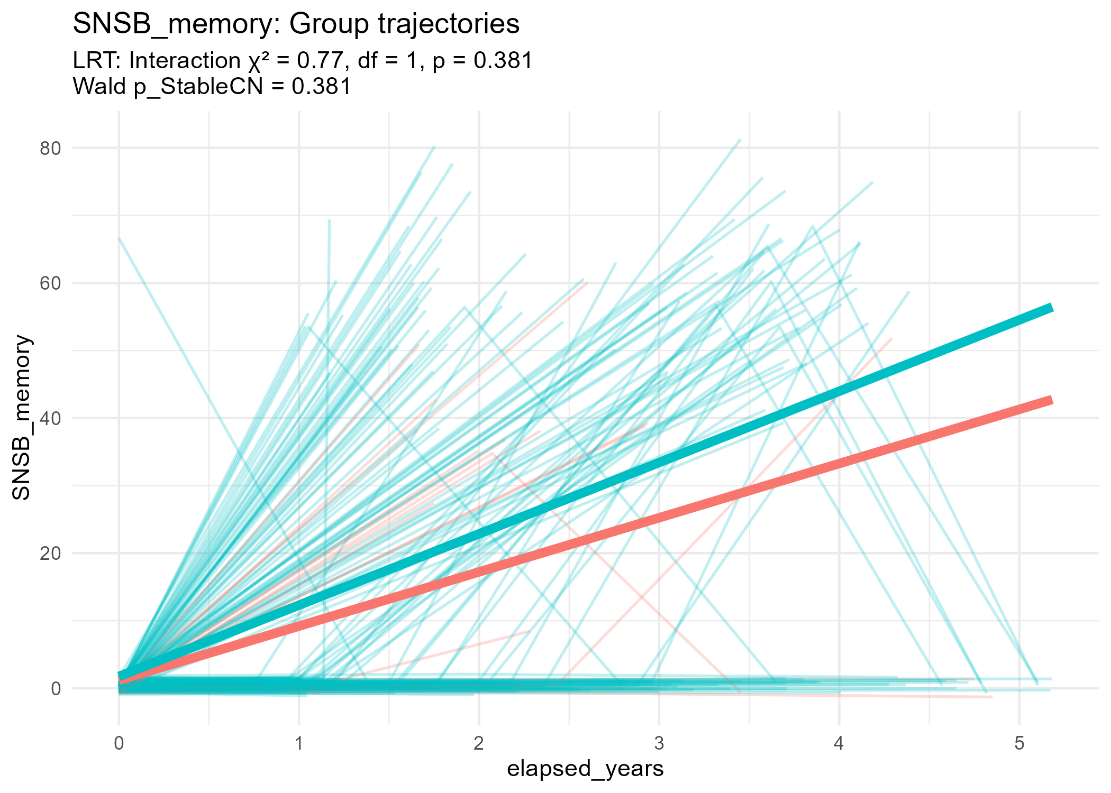 SNSB_memory: Group trajectories
LRT: Interaction χ² = 0.77, df = 1, p = 0.381
Wald p_StableCN = 0.381
SNSB_memory
80
60
40
20
0
0 1 2 3 4 5
elapsed_years